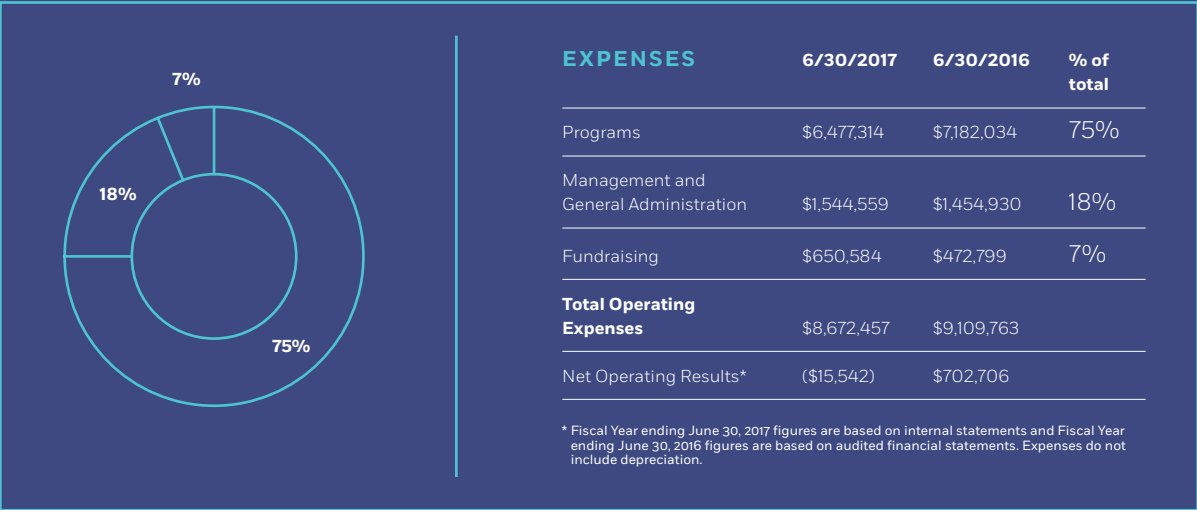 7%
18%
75%
EXPENSES 6/30/2017 6/30/2016 % of
total
Programs $6,477,314 $7,182,034 75%
Management and
General Administration $1,544,559 $1,454,930 18%
Fundraising $650,584 $472,799 7%
Total Operating
Expenses $8,672,457 $9,109,763
Net Operating Results* ($15,542) $702,706
* Fiscal Year ending June 30, 2017 figures are based on internal statements and Fiscal Year
ending June 30, 2016 figures are based on audited financial statements. Expenses do not
include depreciation.